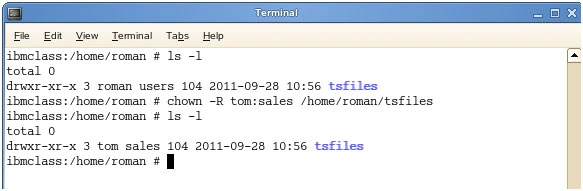 Terminal
File Edit View Terminal Tabs Help
ibmclass:/home/roman # ls -l
total 0
drwxr-xr-x 3 roman users 104 2011-09-28 10:56 tsfiles
ibmclass:/home/roman # chown -R tom:sales /home/roman/tsfiles
ibmclass:/home/roman # ls -l
total 0
drwxr-xr-x 3 tom sales 104 2011-09-28 10:56 tsfiles
ibmclass:/home/roman #